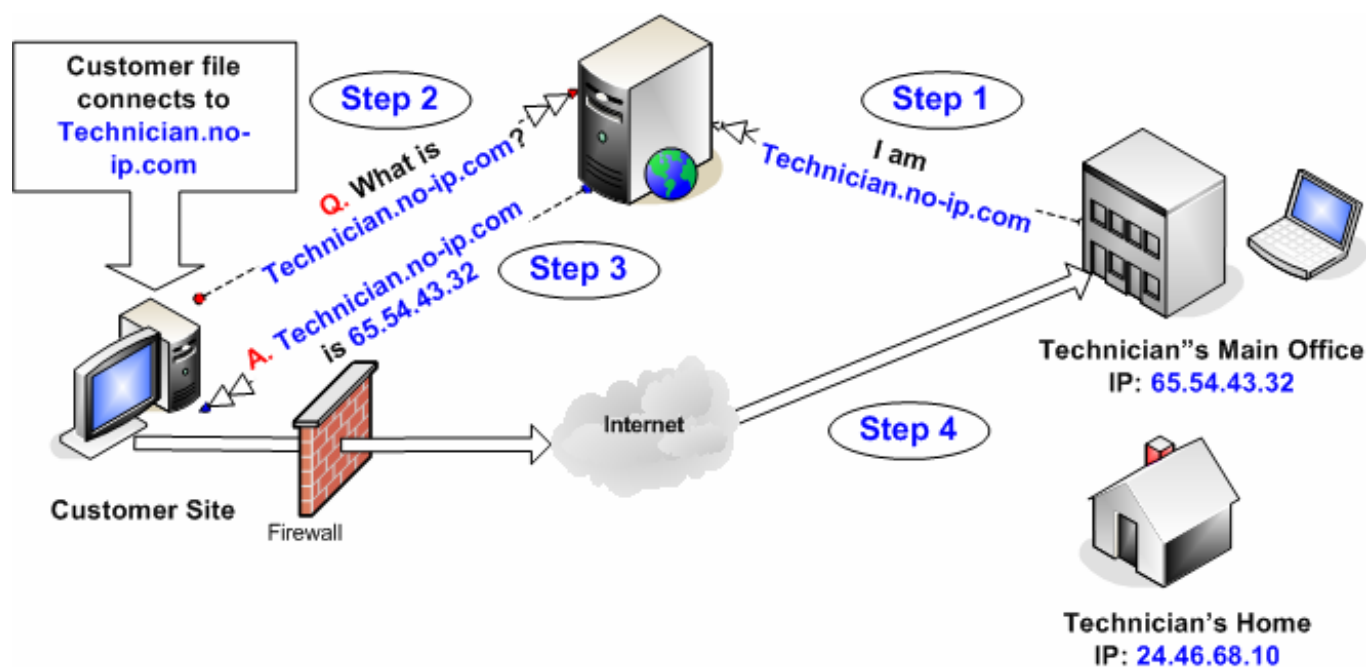 Customer file
connects to
Technician.no-
ip.com
Step 2
Step 1
Q. What is
Technician.no-ip.com?
I am
Technician.no-ip.com
A. Technician.no-ip.com
is 65.54.43.32
Step 3
Technician"s Main Office
IP: 65.54.43.32
Internet
Step 4
Customer Site
Firewall
Technician's Home
IP: 24.46.68.10